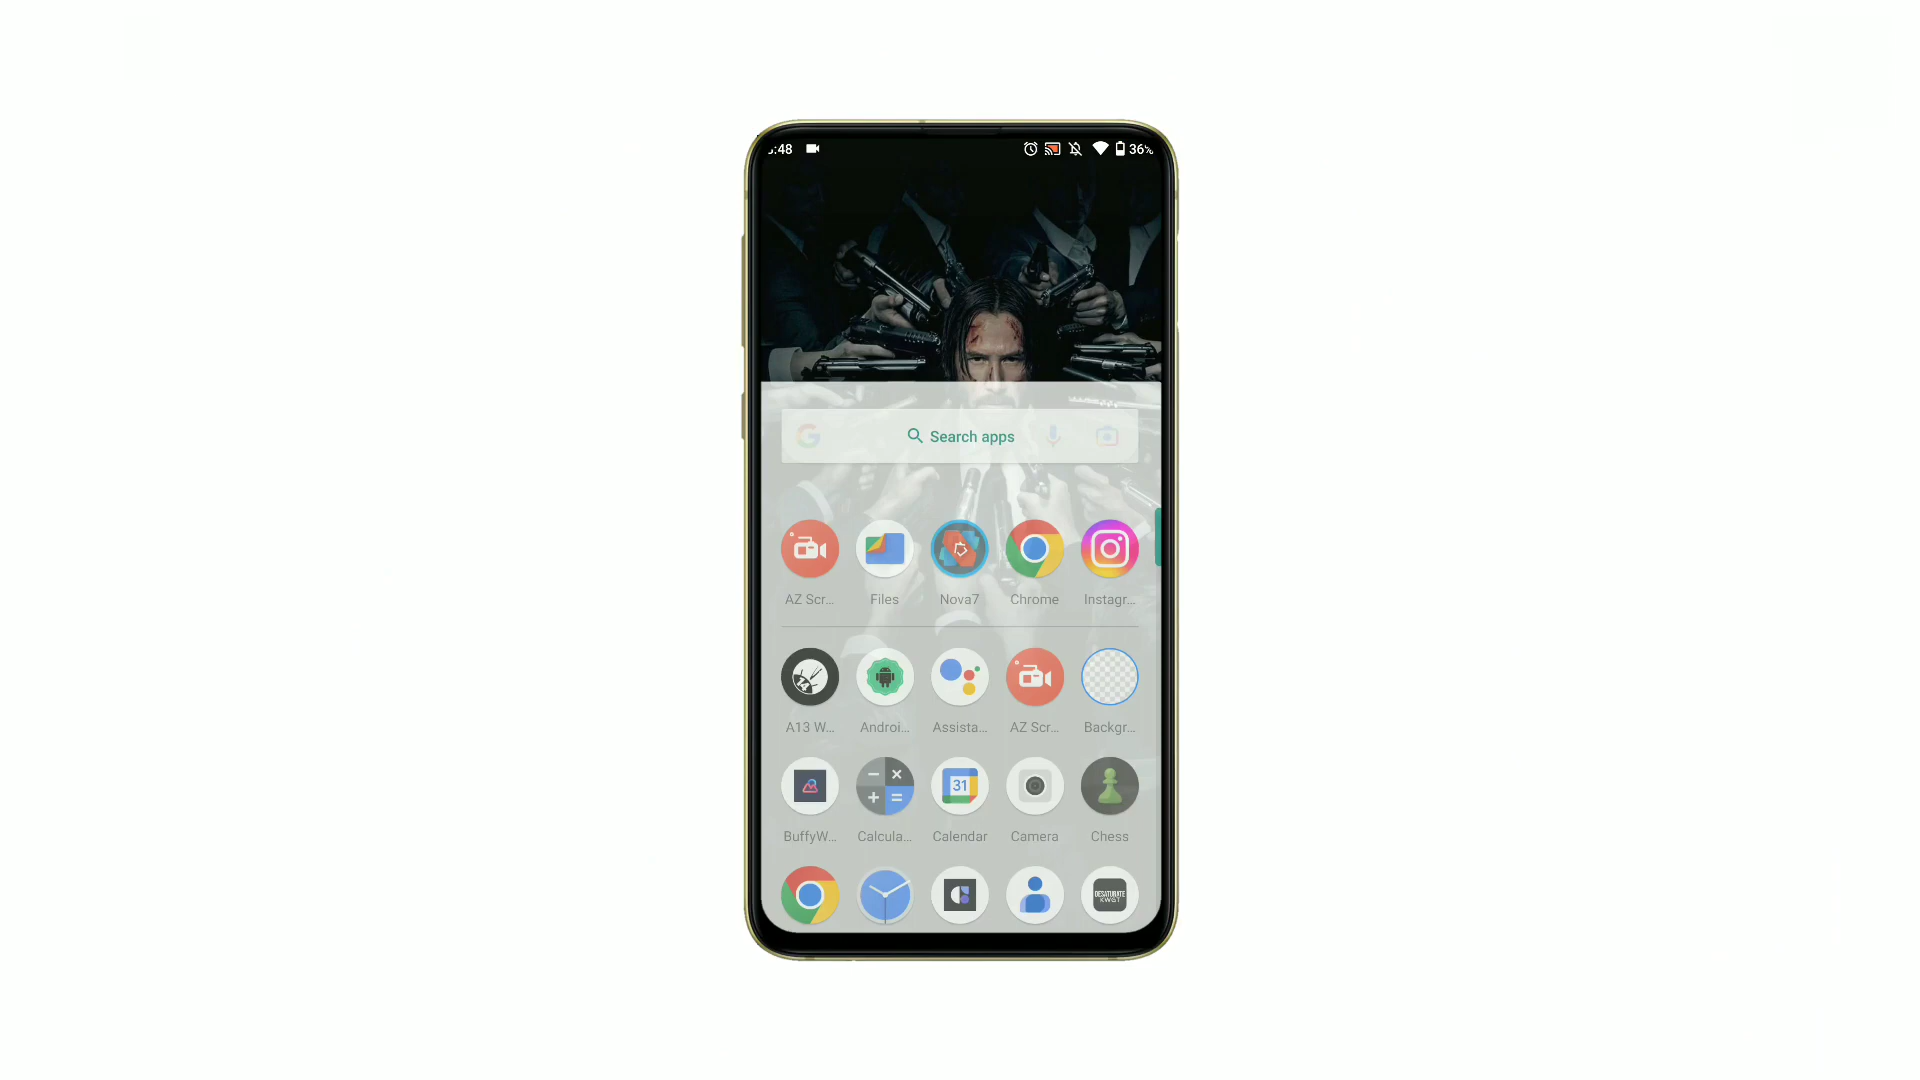 :48 36%
Search apps
AZ Scr... Files Nova7 Chrome Instagr...
14
A13 W... Androi... Assista... AZ Scr... Backgr...
31
BuffyW... Calcula... Calendar Camera Chess
DESATURATE
KWGT